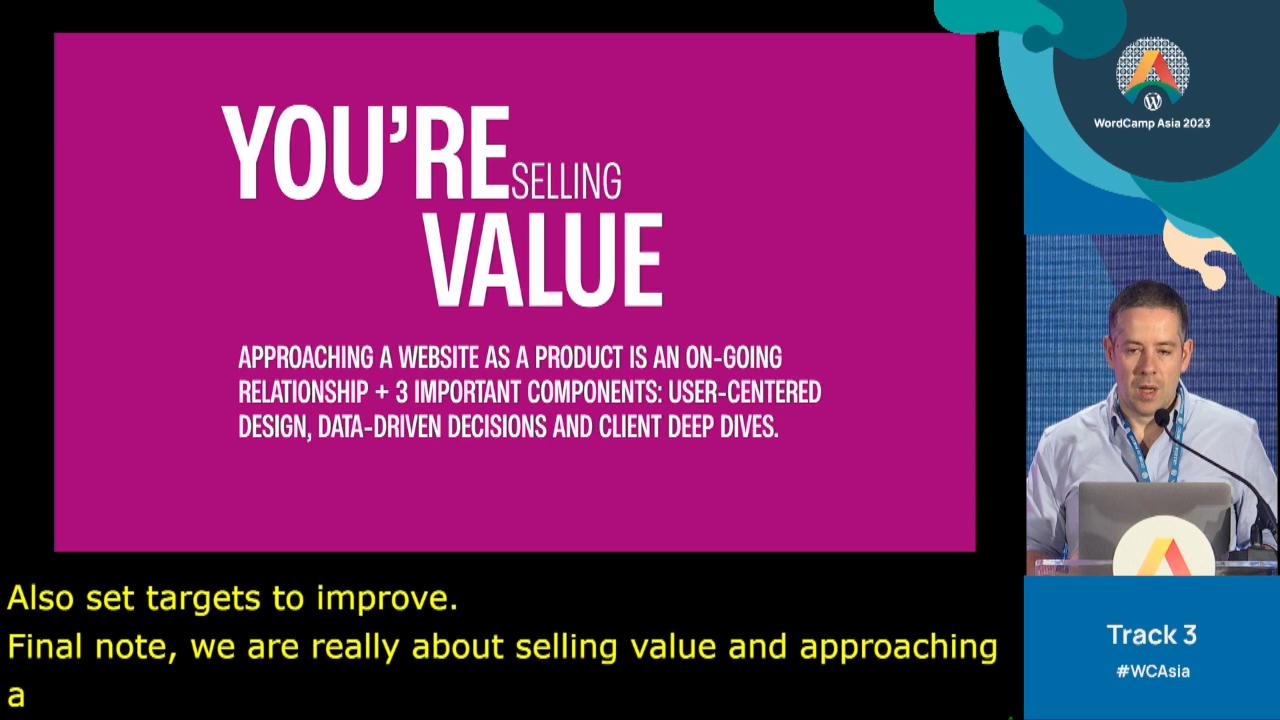 YOU'RE SELLING
VALUE
APPROACHING A WEBSITE AS A PRODUCT IS AN ON-GOING
RELATIONSHIP + 3 IMPORTANT COMPONENTS: USER-CENTERED
DESIGN, DATA-DRIVEN DECISIONS AND CLIENT DEEP DIVES.
WordCamp Asia 2023
Also set targets to improve.
Final note, we are really about selling value and approaching
a
Track 3
#WCAsia